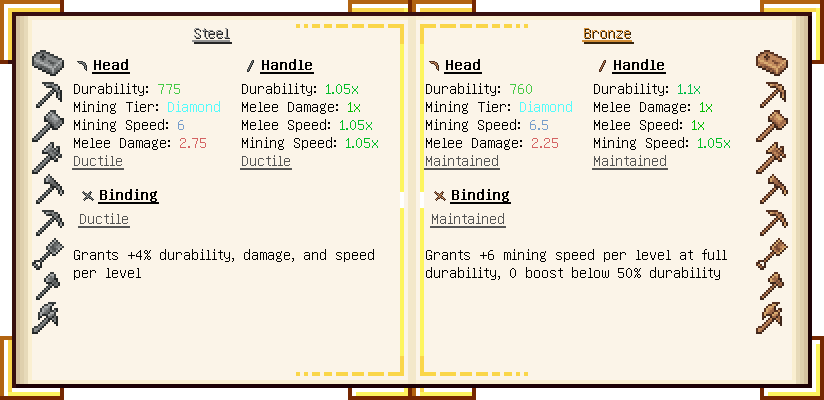 Steel
Head
Durability: 775
Mining Tier: Diamond
Mining Speed: 6
Melee Damage: 2.75
Ductile
Handle
Durability: 1.05x
Melee Damage: 1x
Melee Speed: 1.05x
Mining Speed: 1.05x
Ductile
Binding
Ductile
Grants +4% durability, damage, and speed
per level
Bronze
Head
Durability: 760
Mining Tier: Diamond
Mining Speed: 6.5
Melee Damage: 2.25
Maintained
Handle
Durability: 1.1x
Melee Damage: 1x
Melee Speed: 1x
Mining Speed: 1.05x
Maintained
Binding
Maintained
Grants +6 mining speed per level at full
durability, 0 boost below 50% durability